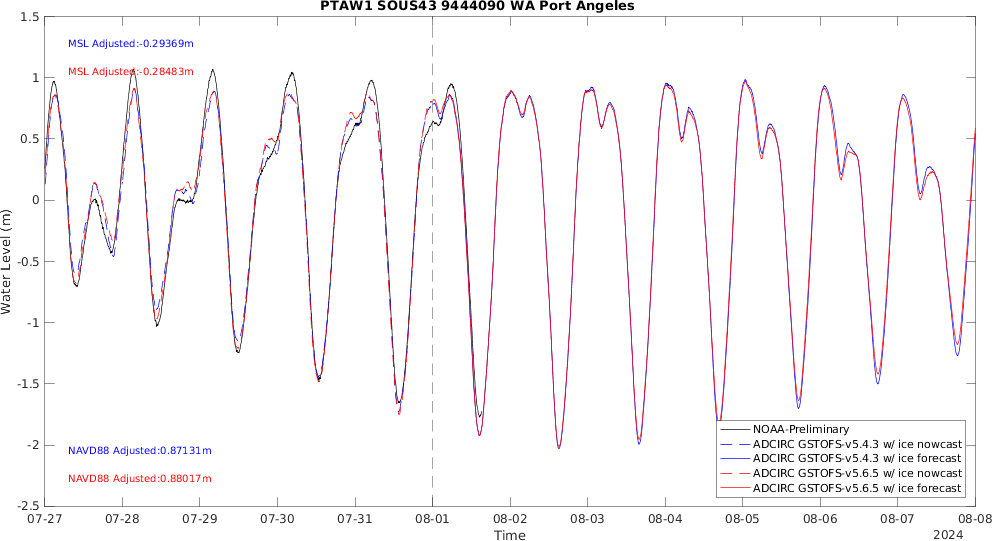 PTAW1 SOUS43 9444090 WA Port Angeles
1.5
1
0.5
0
-0.5
-1
-1.5
-2
-2.5
Water Level (m)
MSL Adjusted:-0.29369m
MSL Adjusted:-0.28483m
NAVD88 Adjusted:0.87131m
NAVD88 Adjusted:0.88017m
NOAA-Preliminary
ADCIRC GSTOFS-v5.4.3 w/ ice nowcast
ADCIRC GSTOFS-v5.4.3 w/ ice forecast
ADCIRC GSTOFS-v5.6.5 w/ ice nowcast
ADCIRC GSTOFS-v5.6.5 w/ ice forecast
07-27 07-28 07-29 07-30 07-31 08-01 08-02 08-03 08-04 08-05 08-06 08-07 08-08
Time
2024